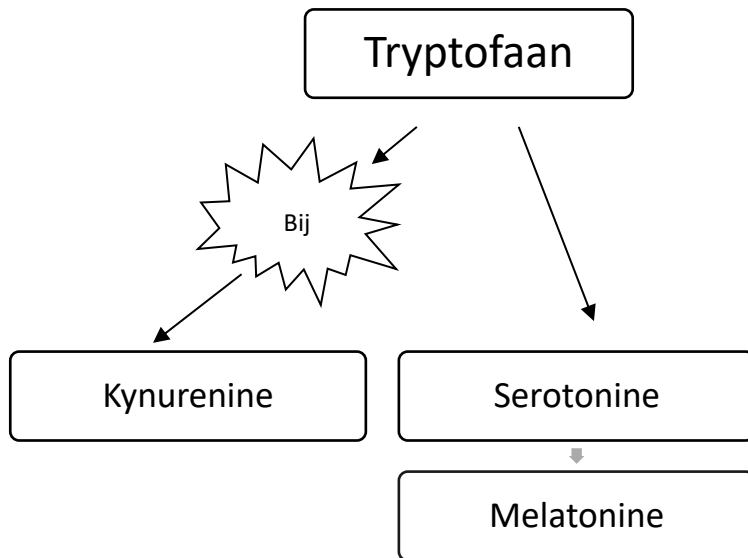 Tryptofaan
Bij
Kynurenine
Serotonine
Melatonine